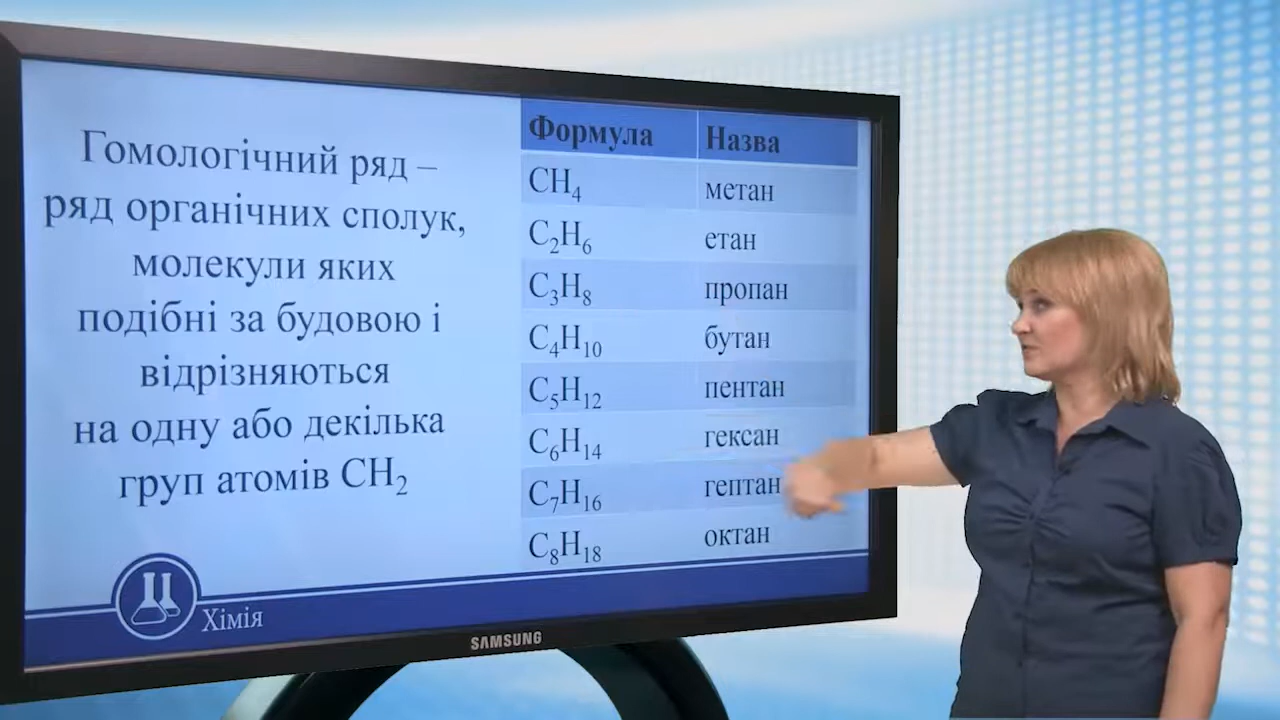 Гомологічний ряд –
ряд органічних сполук,
молекули яких
подібні за будовою і
відрізняються
на одну або декілька
груп атомів CH₂
Формула Назва
CH₄ метан
C₂H₆ етан
C₃H₈ пропан
C₄H₁₀ бутан
C₅H₁₂ пентан
C₆H₁₄ гексан
C₇H₁₆ гептан
C₈H₁₈ октан
Хімія
SAMSUNG